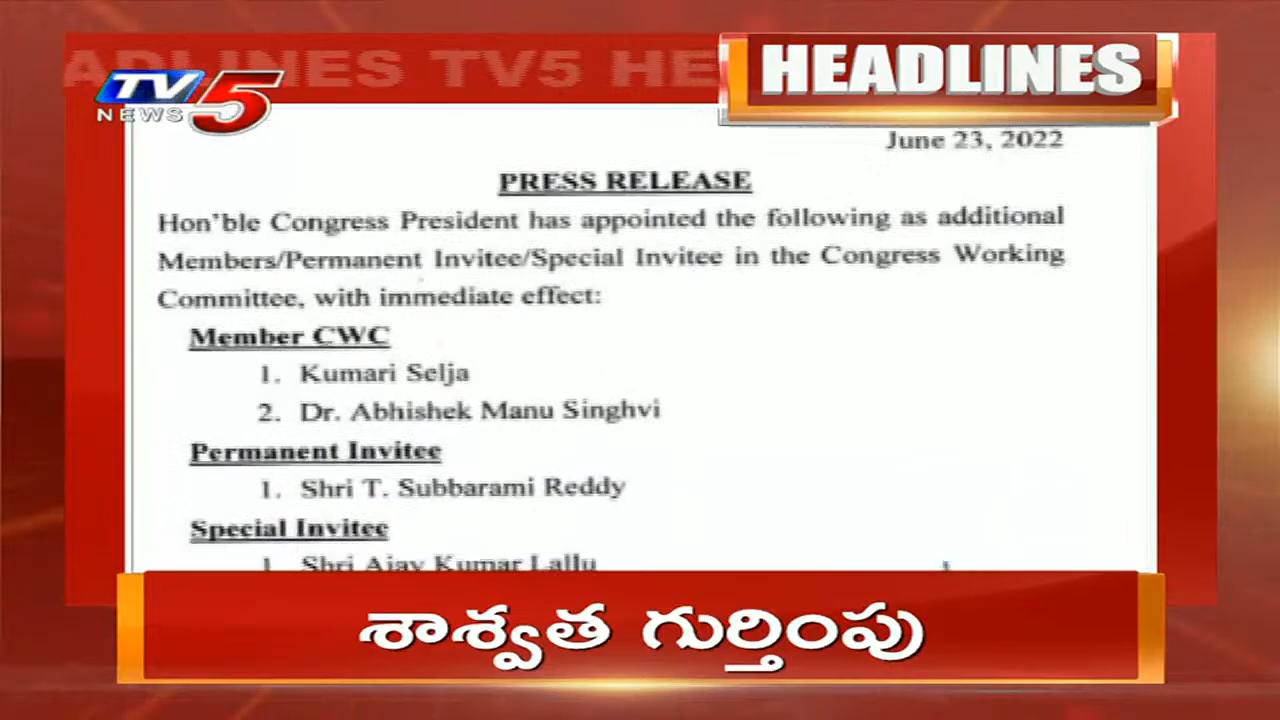 ADLINES TV5 HE
HEADLINES
TV5
NEWS
June 23, 2022
PRESS RELEASE
Hon'ble Congress President has appointed the following as additional
Members/Permanent Invitee/Special Invitee in the Congress Working
Committee, with immediate effect:
Member CWC
1. Kumari Selja
2. Dr. Abhishek Manu Singhvi
Permanent Invitee
1. Shri T. Subbarami Reddy
Special Invitee
1. Shri Ajay Kumar Lallu
శాశ్వత గుర్తింపు